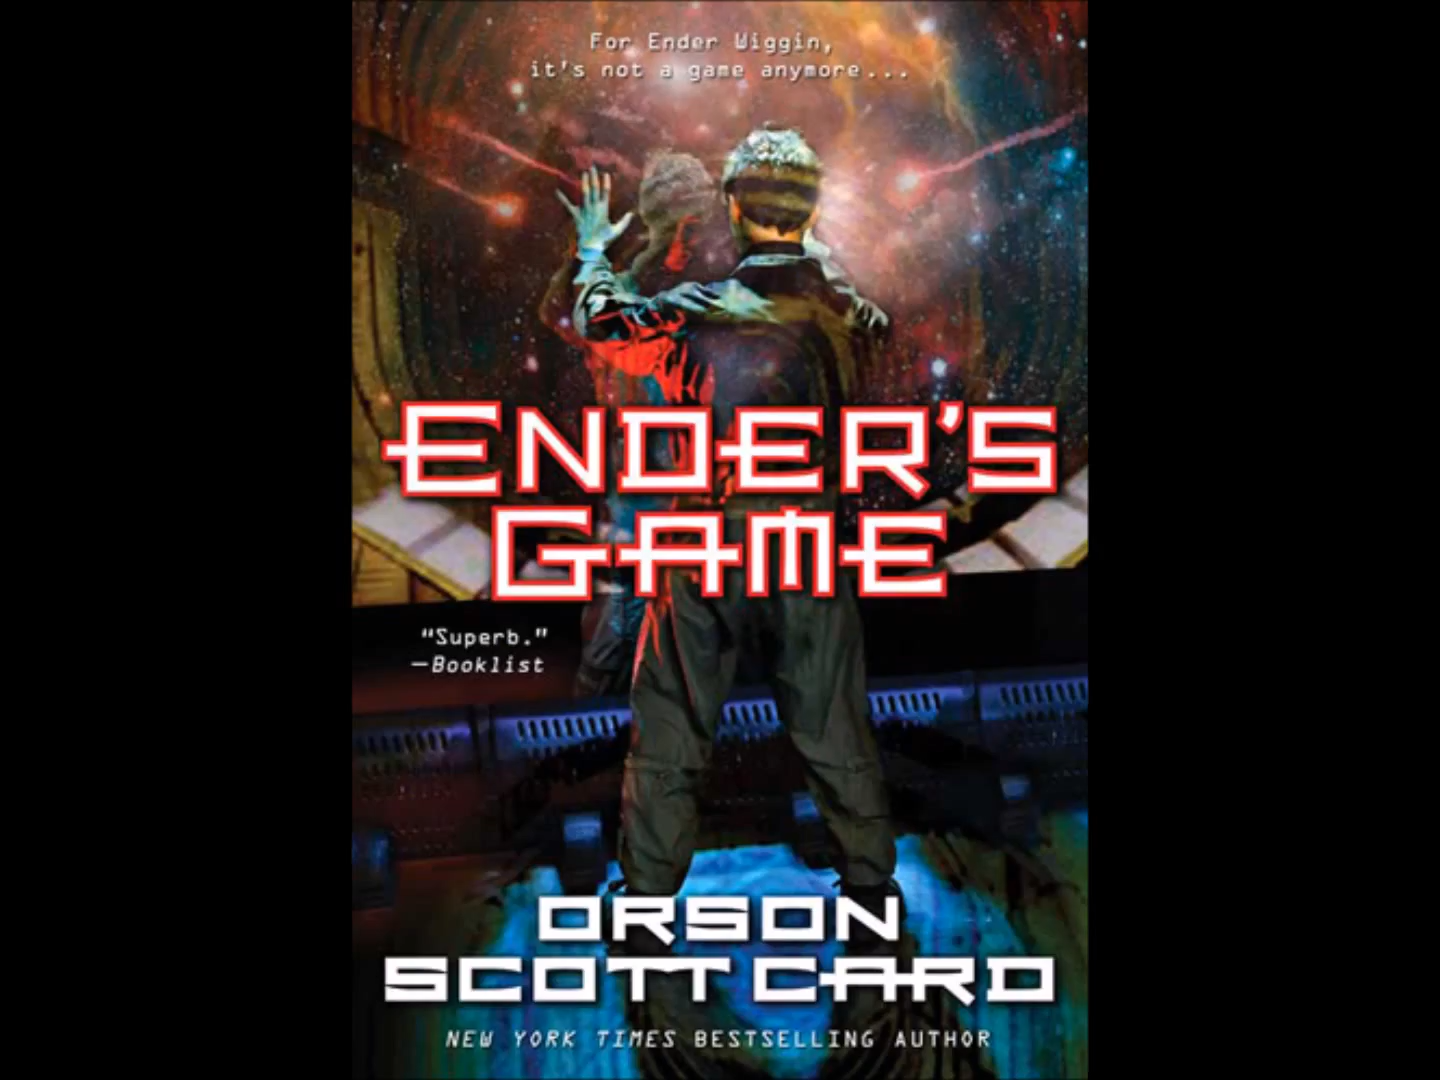 For Ender Wiggin,
it's not a game anymore...
ENDER'S
GAME
"Superb."
—Booklist
ORSON
SCOTT CARD
NEW YORK TIMES BESTSELLING AUTHOR